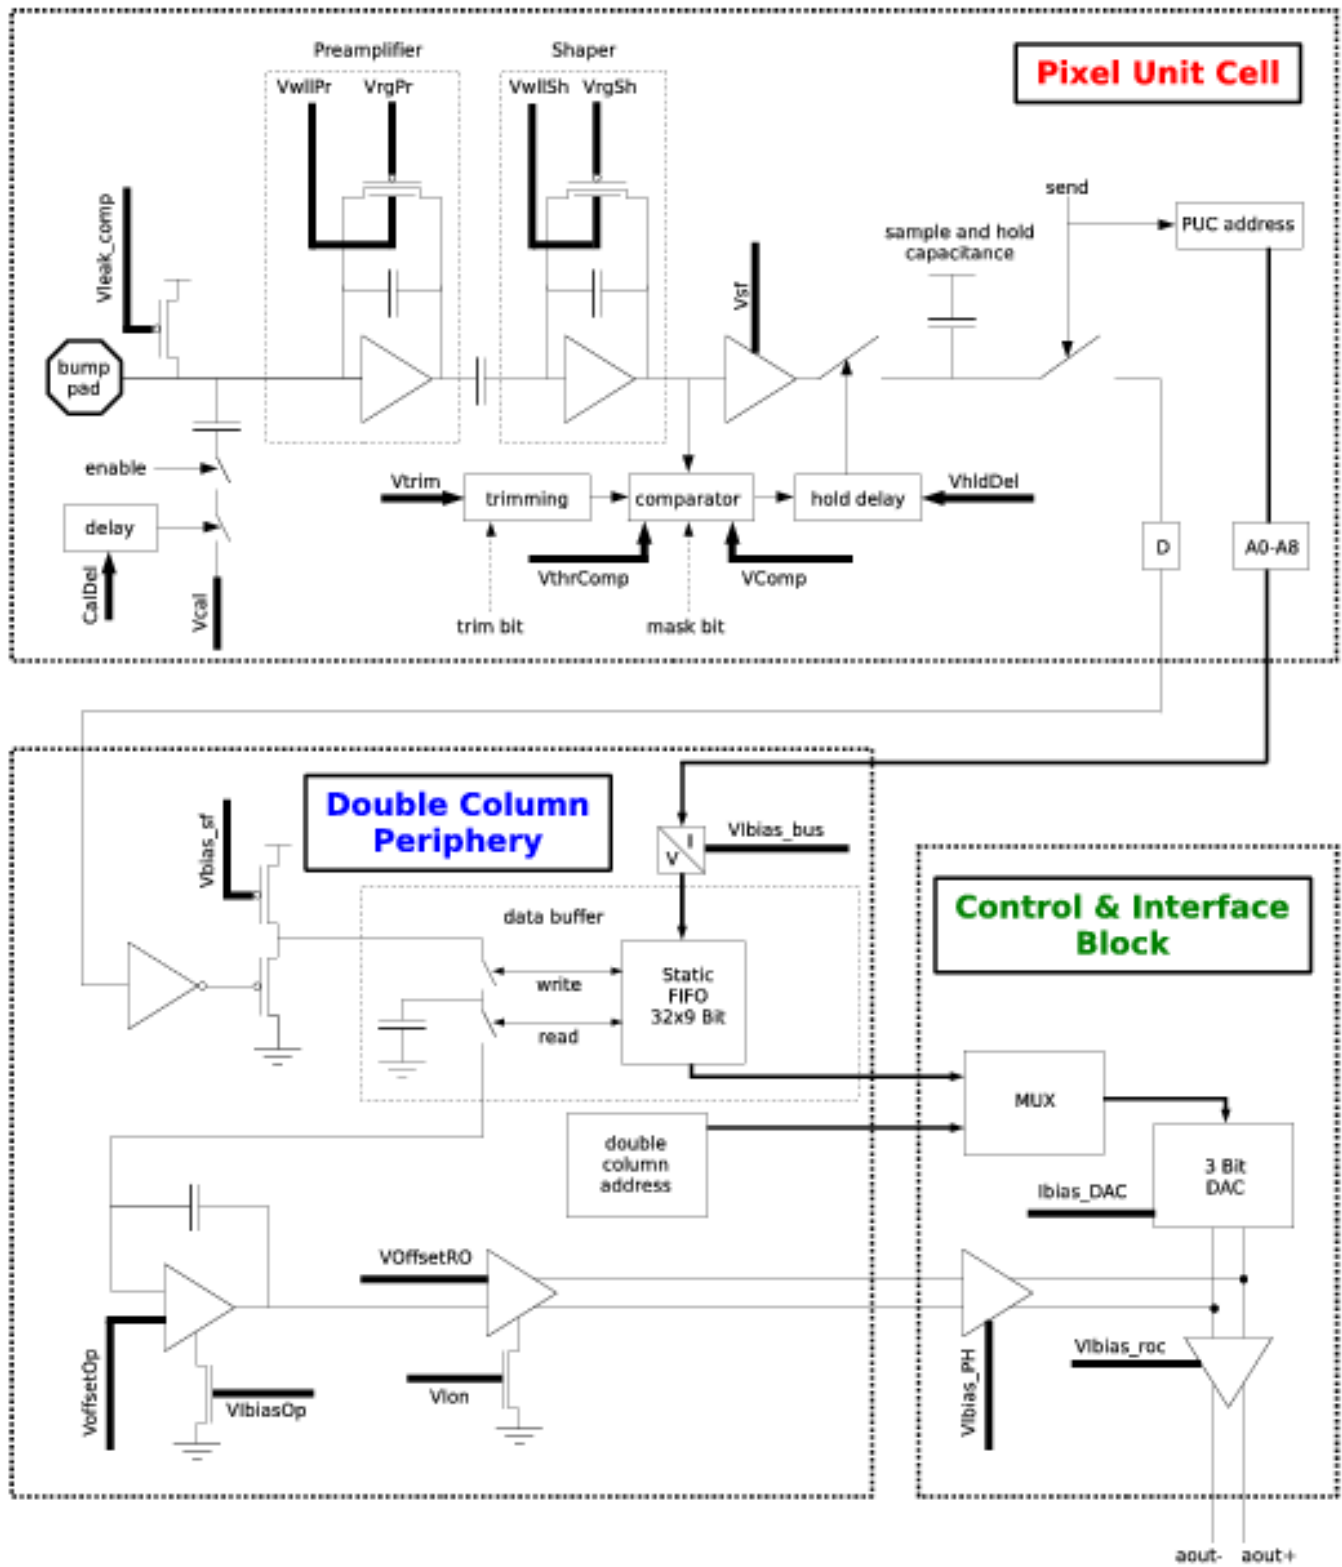 Preamplifier
Shaper
Pixel Unit Cell
VwllPr
VrgPr
VwllSh
VrgSh
Vleak_comp
send
PUC address
sample and hold
capacitance
Vsf
bump
pad
enable
delay
CalDel
Vcal
Vtrim
trimming
comparator
hold delay
VhldDel
VthrComp
VComp
trim bit
mask bit
D
A0-A8
Double Column
Periphery
Vbias_sf
I
V
VIbias_bus
Control & Interface
Block
data buffer
write
read
Static
FIFO
32x9 Bit
MUX
double
column
address
3 Bit
DAC
Ibias_DAC
VOffsetRO
VoffsetOp
VIbiasOp
VIon
VIbias_PH
VIbias_roc
aout-
aout+